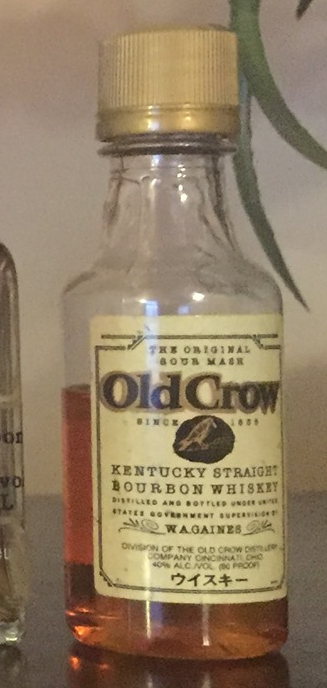 THE ORIGINAL
SOUR MASH
Old Crow
SINCE 1835
KENTUCKY STRAIGHT
BOURBON WHISKEY
DISTILLED AND BOTTLED UNDER UNITED
STATES GOVERNMENT SUPERVISION BY
W.A.GAINES
DIVISION OF THE OLD CROW DISTILLERY
COMPANY CINCINNATI, OHIO
40% ALC./VOL. (80 PROOF)
ウイスキー